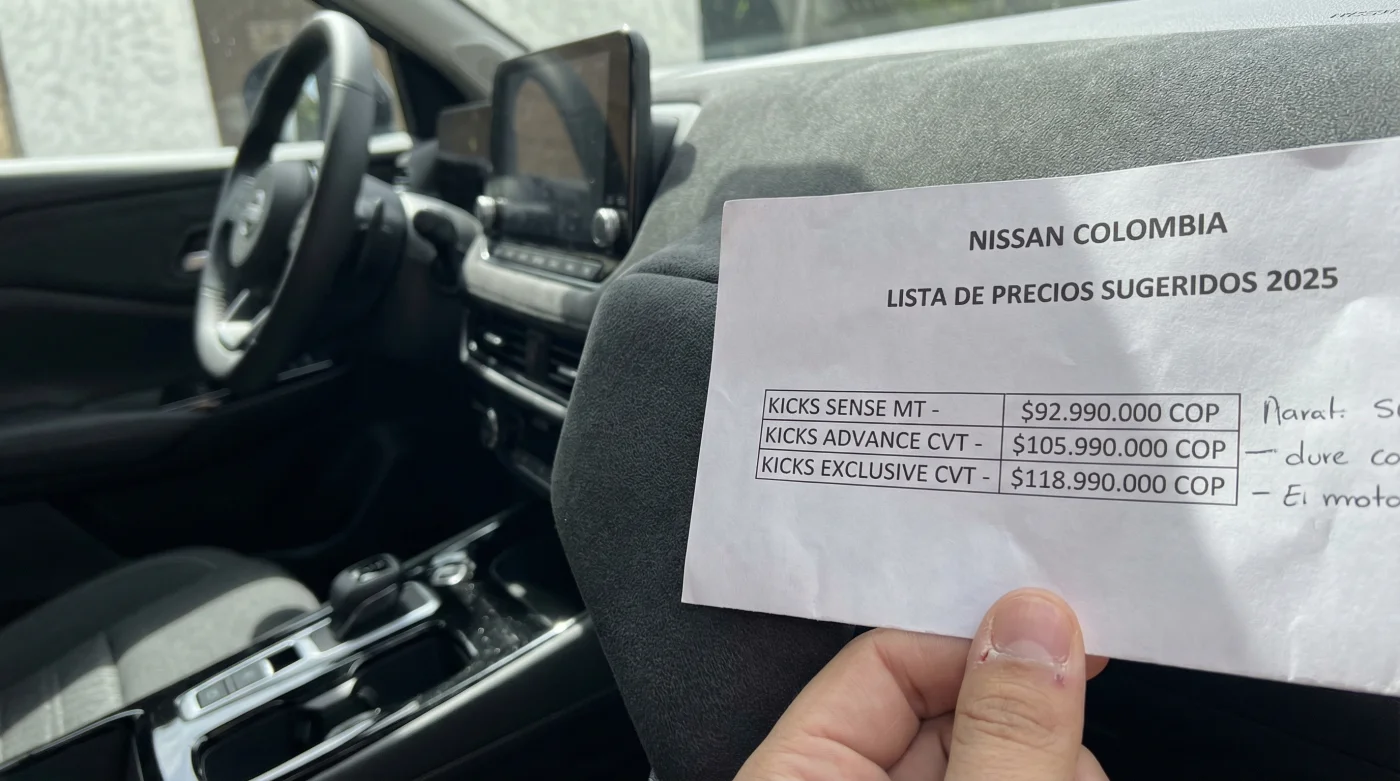 NISSAN COLOMBIA
LISTA DE PRECIOS SUGERIDOS 2025
KICKS SENSE MT - $92.990.000 COP
KICKS ADVANCE CVT - $105.990.000 COP — dure
KICKS EXCLUSIVE CVT - $118.990.000 COP - El